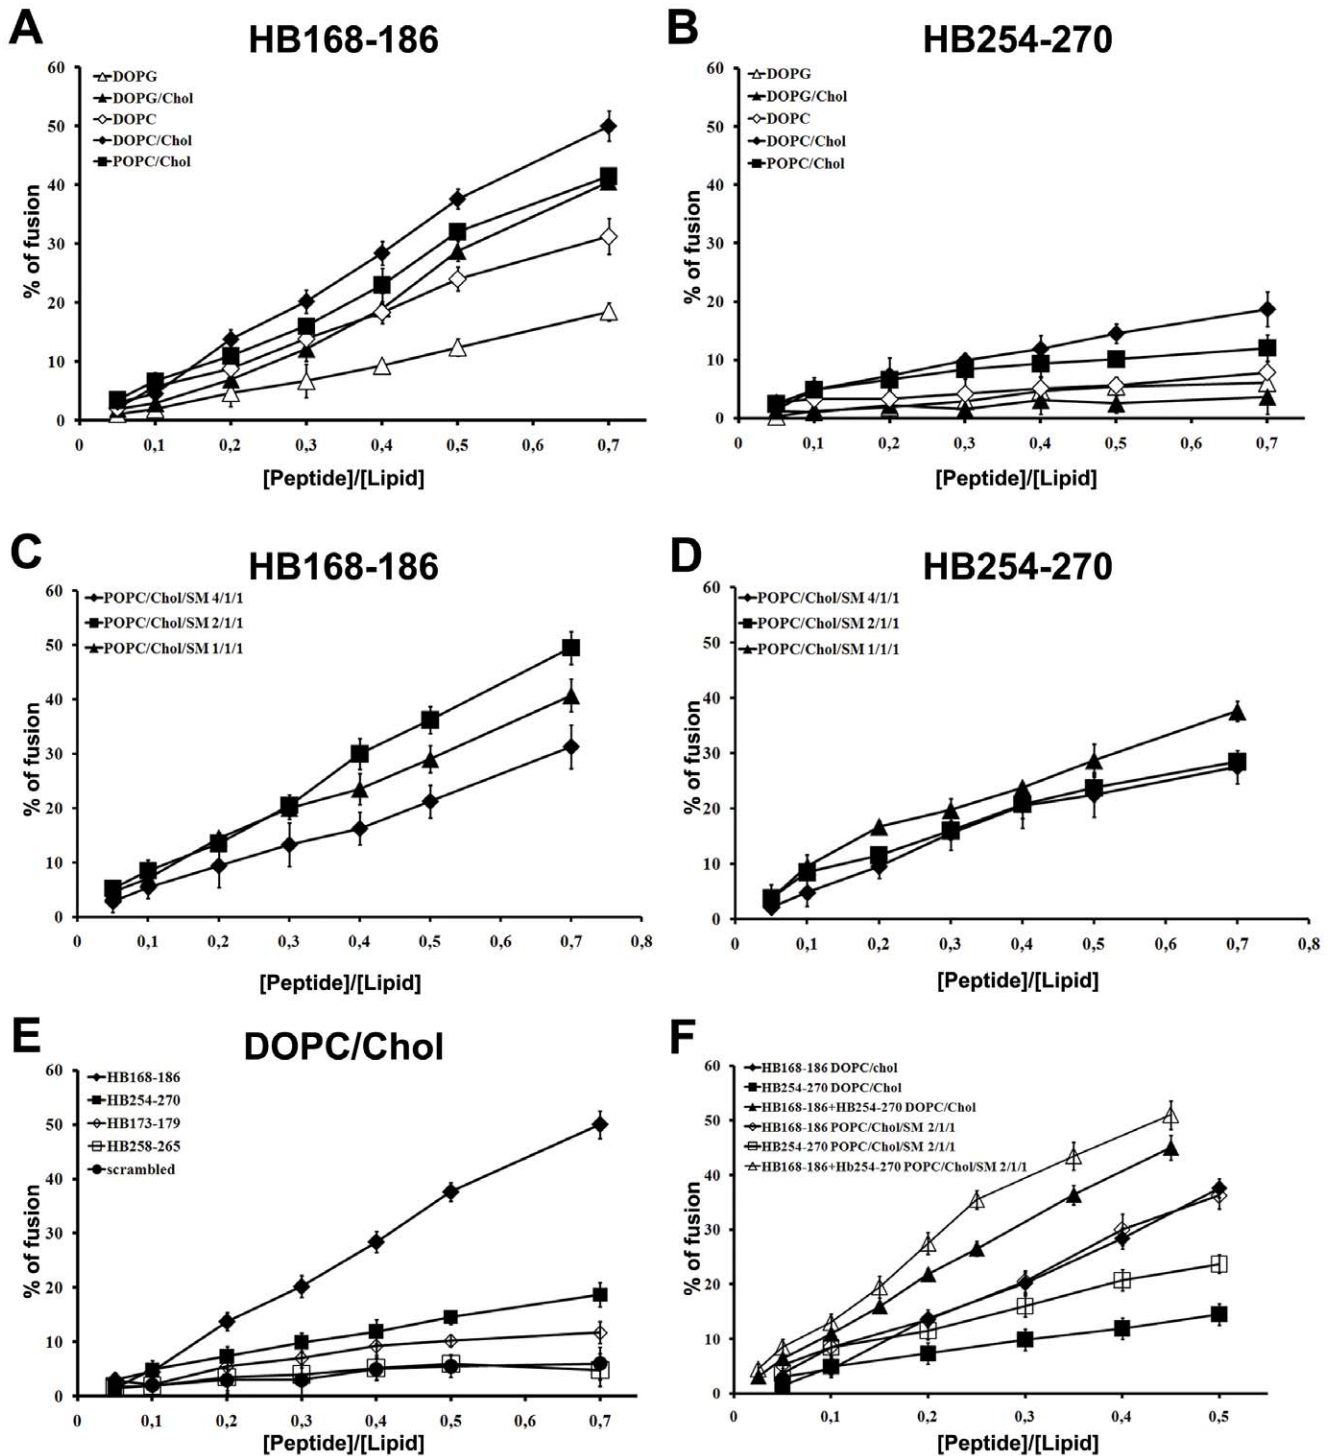 A
HB168-186
60
50
40
30
20
10
0
% of fusion
DOPG
DOPG/Chol
DOPC
DOPC/Chol
POPC/Chol
0 0,1 0,2 0,3 0,4 0,5 0,6 0,7
[Peptide]/[Lipid]
B
HB254-270
60
50
40
30
20
10
0
% of fusion
DOPG
DOPG/Chol
DOPC
DOPC/Chol
POPC/Chol
0 0,1 0,2 0,3 0,4 0,5 0,6 0,7
[Peptide]/[Lipid]
C
HB168-186
60
50
40
30
20
10
0
% of fusion
POPC/Chol/SM 4/1/1
POPC/Chol/SM 2/1/1
POPC/Chol/SM 1/1/1
0 0,1 0,2 0,3 0,4 0,5 0,6 0,7 0,8
[Peptide]/[Lipid]
D
HB254-270
60
50
40
30
20
10
0
% of fusion
POPC/Chol/SM 4/1/1
POPC/Chol/SM 2/1/1
POPC/Chol/SM 1/1/1
0 0,1 0,2 0,3 0,4 0,5 0,6 0,7 0,8
[Peptide]/[Lipid]
E
DOPC/Chol
60
50
40
30
20
10
0
% of fusion
HB168-186
HB254-270
HB173-179
HB258-265
scrambled
0 0,1 0,2 0,3 0,4 0,5 0,6 0,7
[Peptide]/[Lipid]
F
60
50
40
30
20
10
0
% of fusion
HB168-186 DOPC/chol
HB254-270 DOPC/Chol
HB168-186+HB254-270 DOPC/Chol
HB168-186 POPC/Chol/SM 2/1/1
HB254-270 POPC/Chol/SM 2/1/1
HB168-186+Hb254-270 POPC/Chol/SM 2/1/1
0 0,1 0,2 0,3 0,4 0,5
[Peptide]/[Lipid]